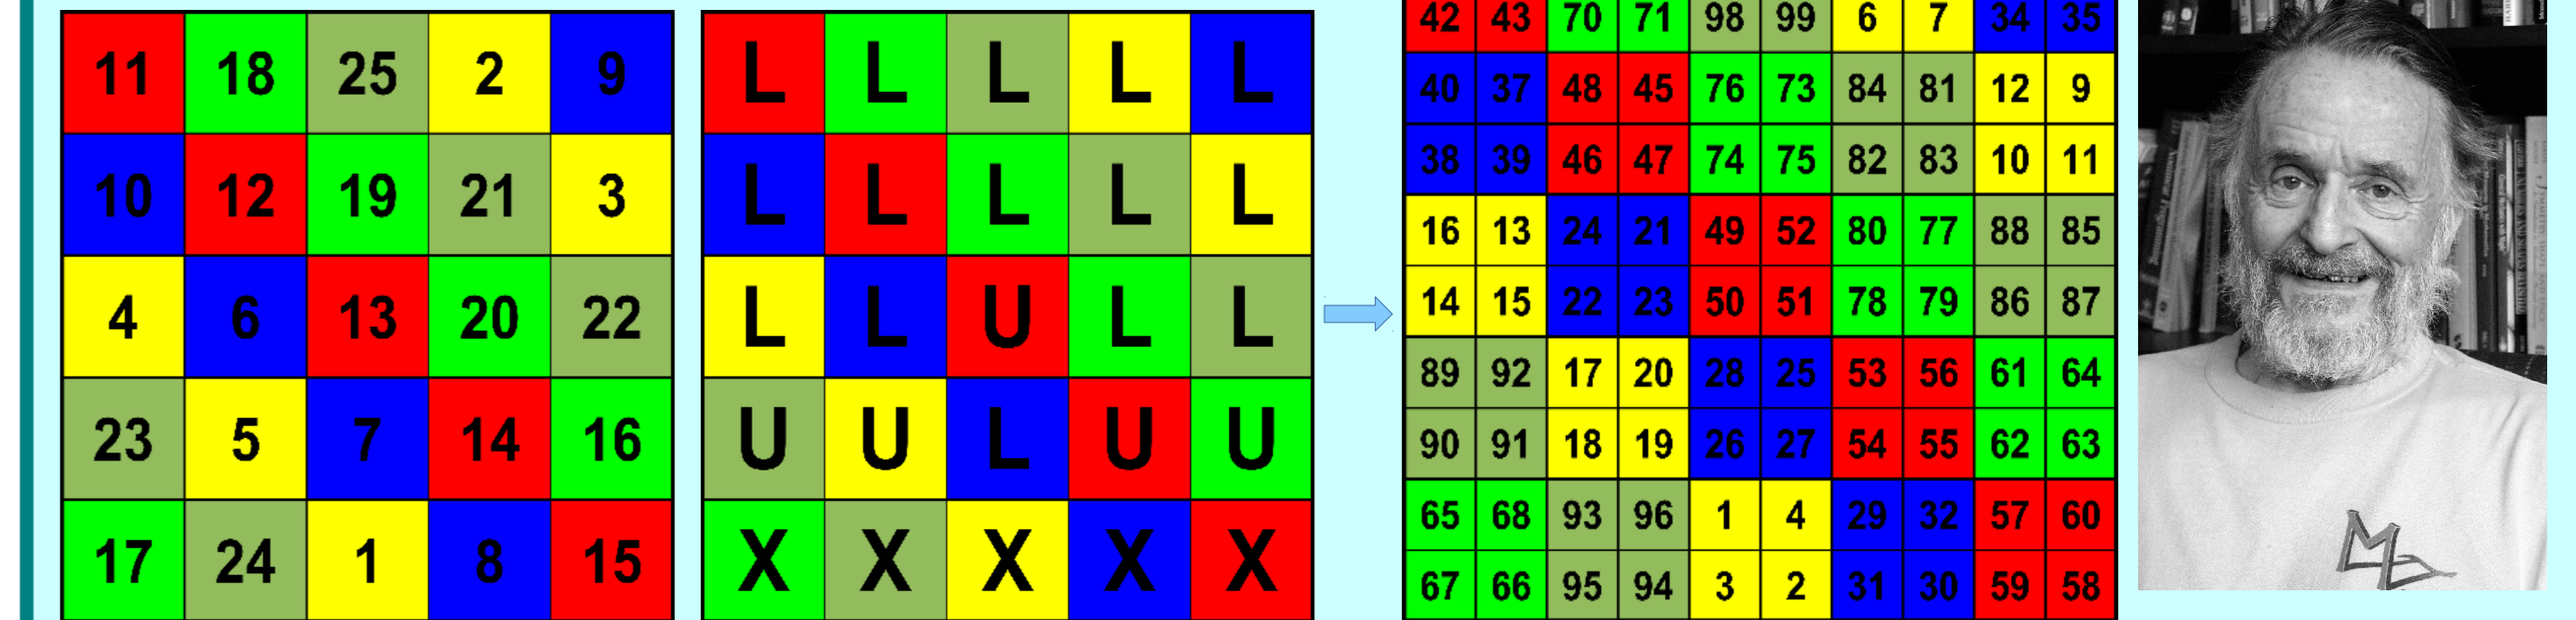 11 18 25 2 9
10 12 19 21 3
4 6 13 20 22
23 5 7 14 16
17 24 1 8 15
L L L L L
L L L L L
L L U L L
U U L U U
X X X X X
42 43 70 71 98 99 6 7 34 35
40 37 48 45 76 73 84 81 12 9
38 39 46 47 74 75 82 83 10 11
16 13 24 21 49 52 80 77 88 85
14 15 22 23 50 51 78 79 86 87
89 92 17 20 28 25 53 56 61 64
90 91 18 19 26 27 54 55 62 63
65 68 93 96 1 4 29 32 57 60
67 66 95 94 3 2 31 30 59 58